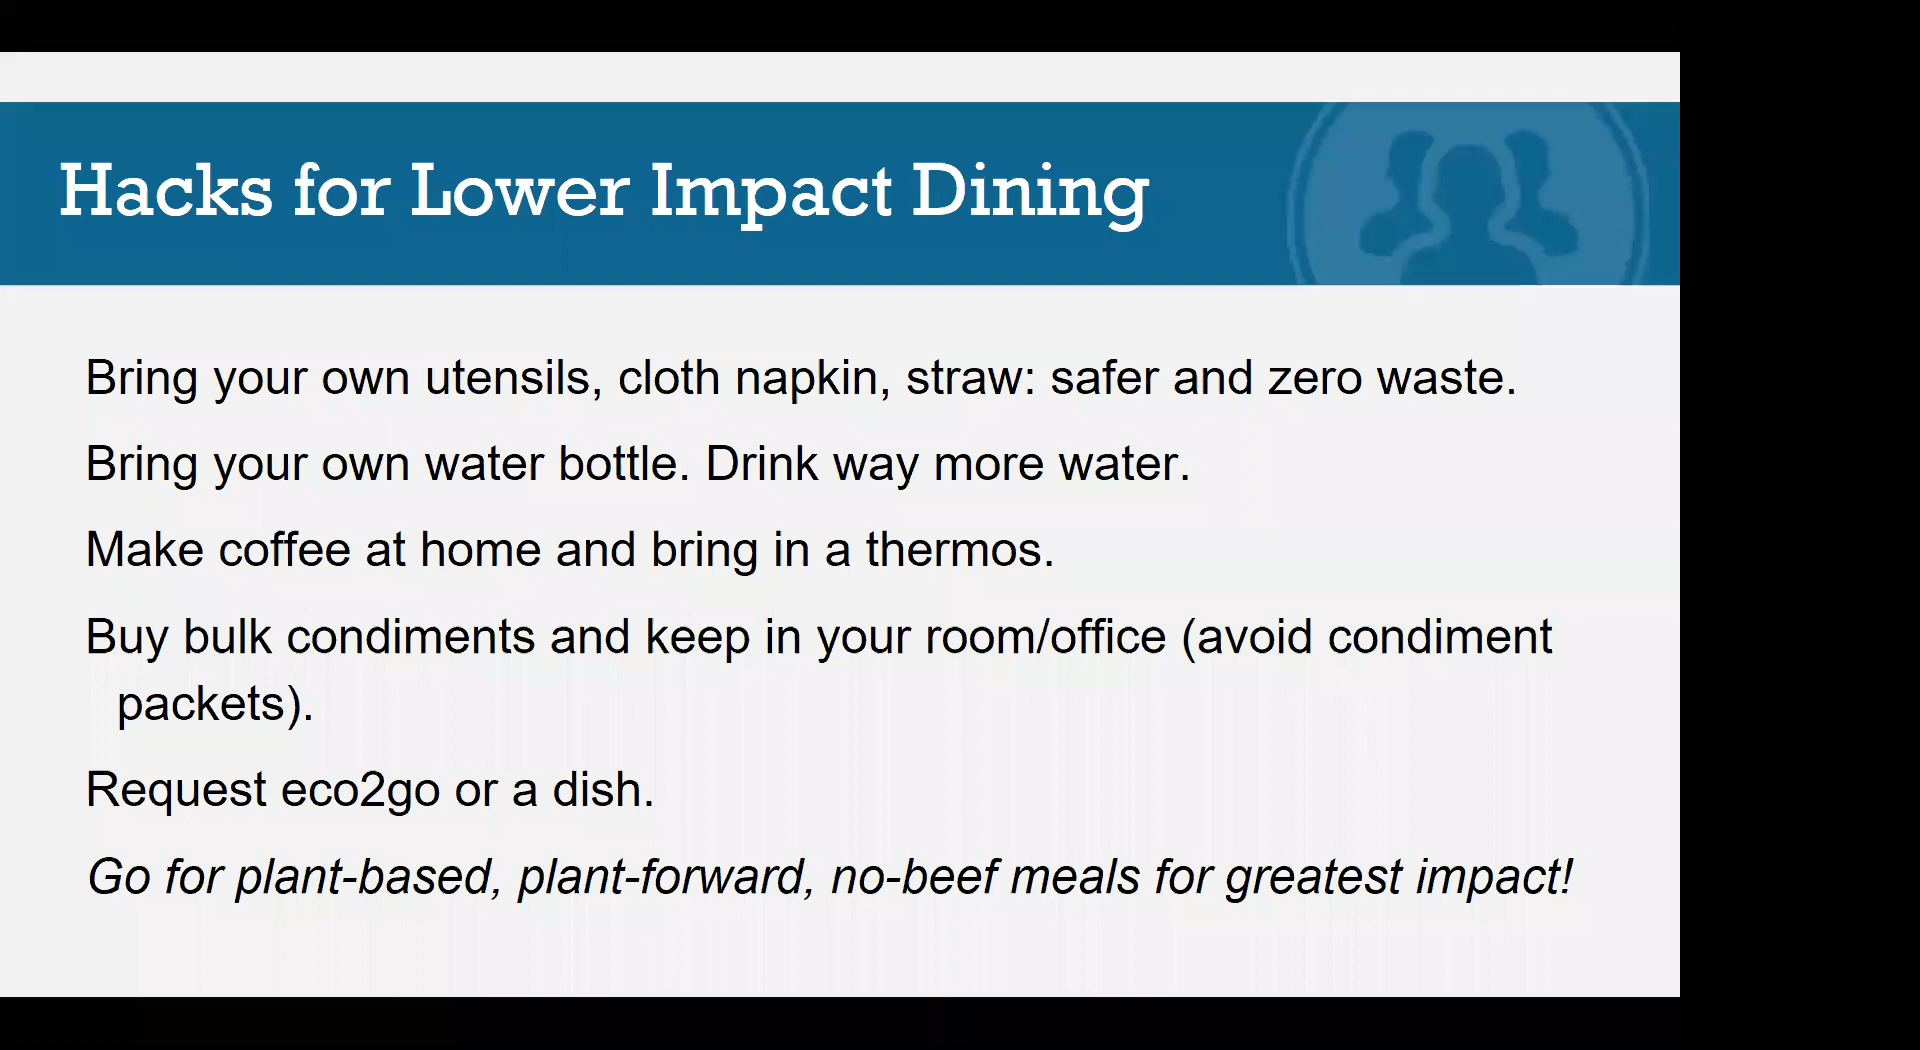 Hacks for Lower Impact Dining
Bring your own utensils, cloth napkin, straw: safer and zero waste.
Bring your own water bottle. Drink way more water.
Make coffee at home and bring in a thermos.
Buy bulk condiments and keep in your room/office (avoid condiment
packets).
Request eco2go or a dish.
Go for plant-based, plant-forward, no-beef meals for greatest impact!